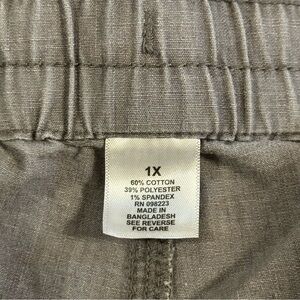 1X
60% COTTON
39% POLYESTER
1% SPANDEX
RN 098223
MADE IN
BANGLADESH
SEE REVERSE
FOR CARE